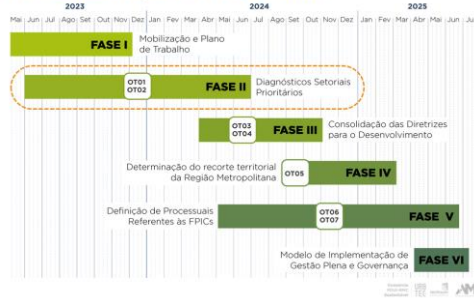 2023 2024 2025
Mai Jun Jul Ago Set Out Nov Dez Jan Fev Mar Abr Mai Jun Jul Ago Set Out Nov Dez Jan Fev Mar Abr Mai Jun Jul
FASE I
Mobilização e Plano
de Trabalho
OT01
OT02
FASE II
Diagnósticos Setoriais
Prioritários
OT03
OT04
FASE III
Consolidação das Diretrizes
para o Desenvolvimento
Determinação do recorte territorial
da Região Metropolitana
OT05
FASE IV
Definição de Processuais
Referentes às FPICs
OT06
OT07
FASE V
Modelo de Implementação de
Gestão Plena e Governança
FASE VI